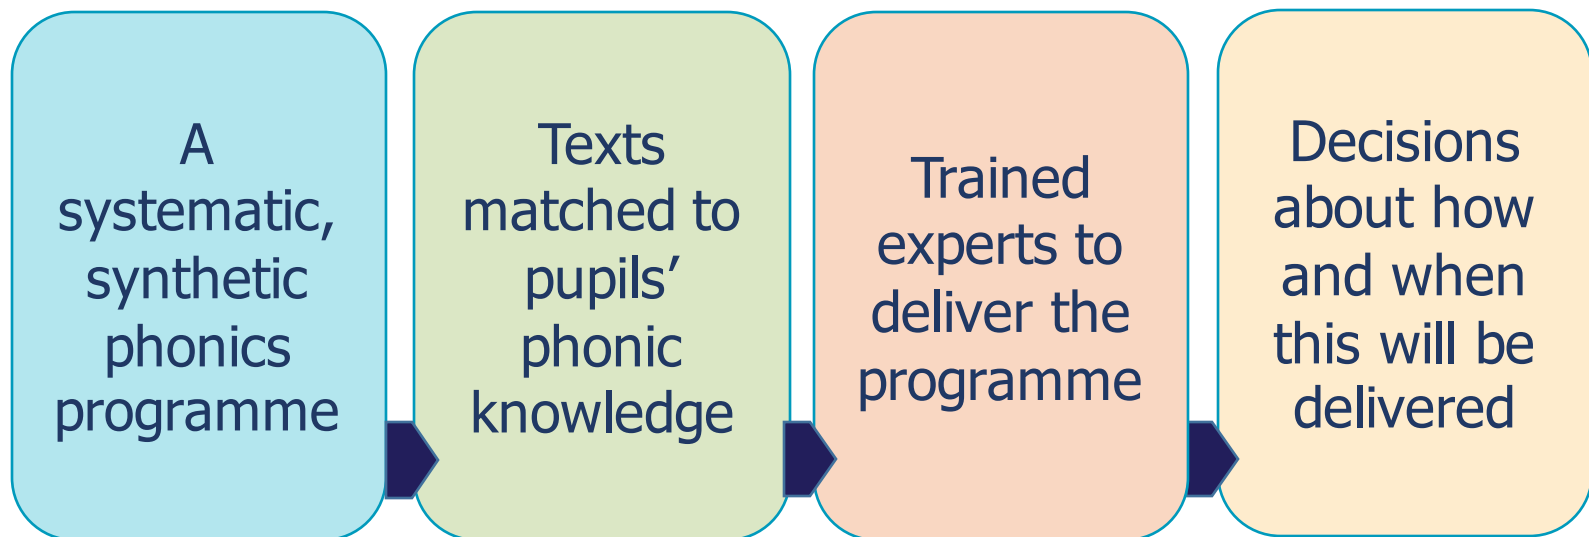 A
systematic,
synthetic
phonics
programme
Texts
matched to
pupils’
phonic
knowledge
Trained
experts to
deliver the
programme
Decisions
about how
and when
this will be
delivered